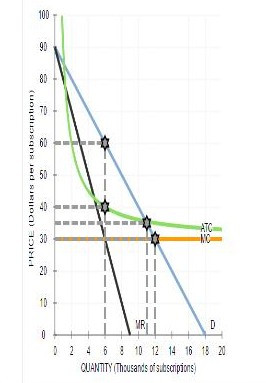 PRICE (Dollars per subscription)
100
90
80
70
60
50
40
30
20
10
0
ATC
MC
MR
D
0 2 4 6 8 10 12 14 16 18 20
QUANTITY (Thousands of subscriptions)